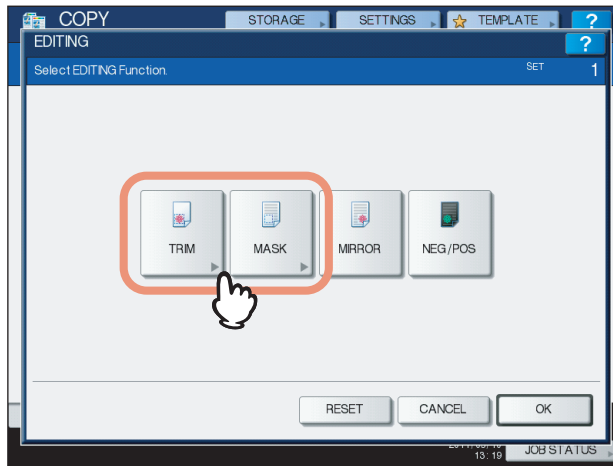 COPY STORAGE SETTINGS TEMPLATE ?
EDITING ?
Select EDITING Function. SET 1
TRIM MASK MIRROR NEG/POS
RESET CANCEL OK
13:19 JOB STATUS